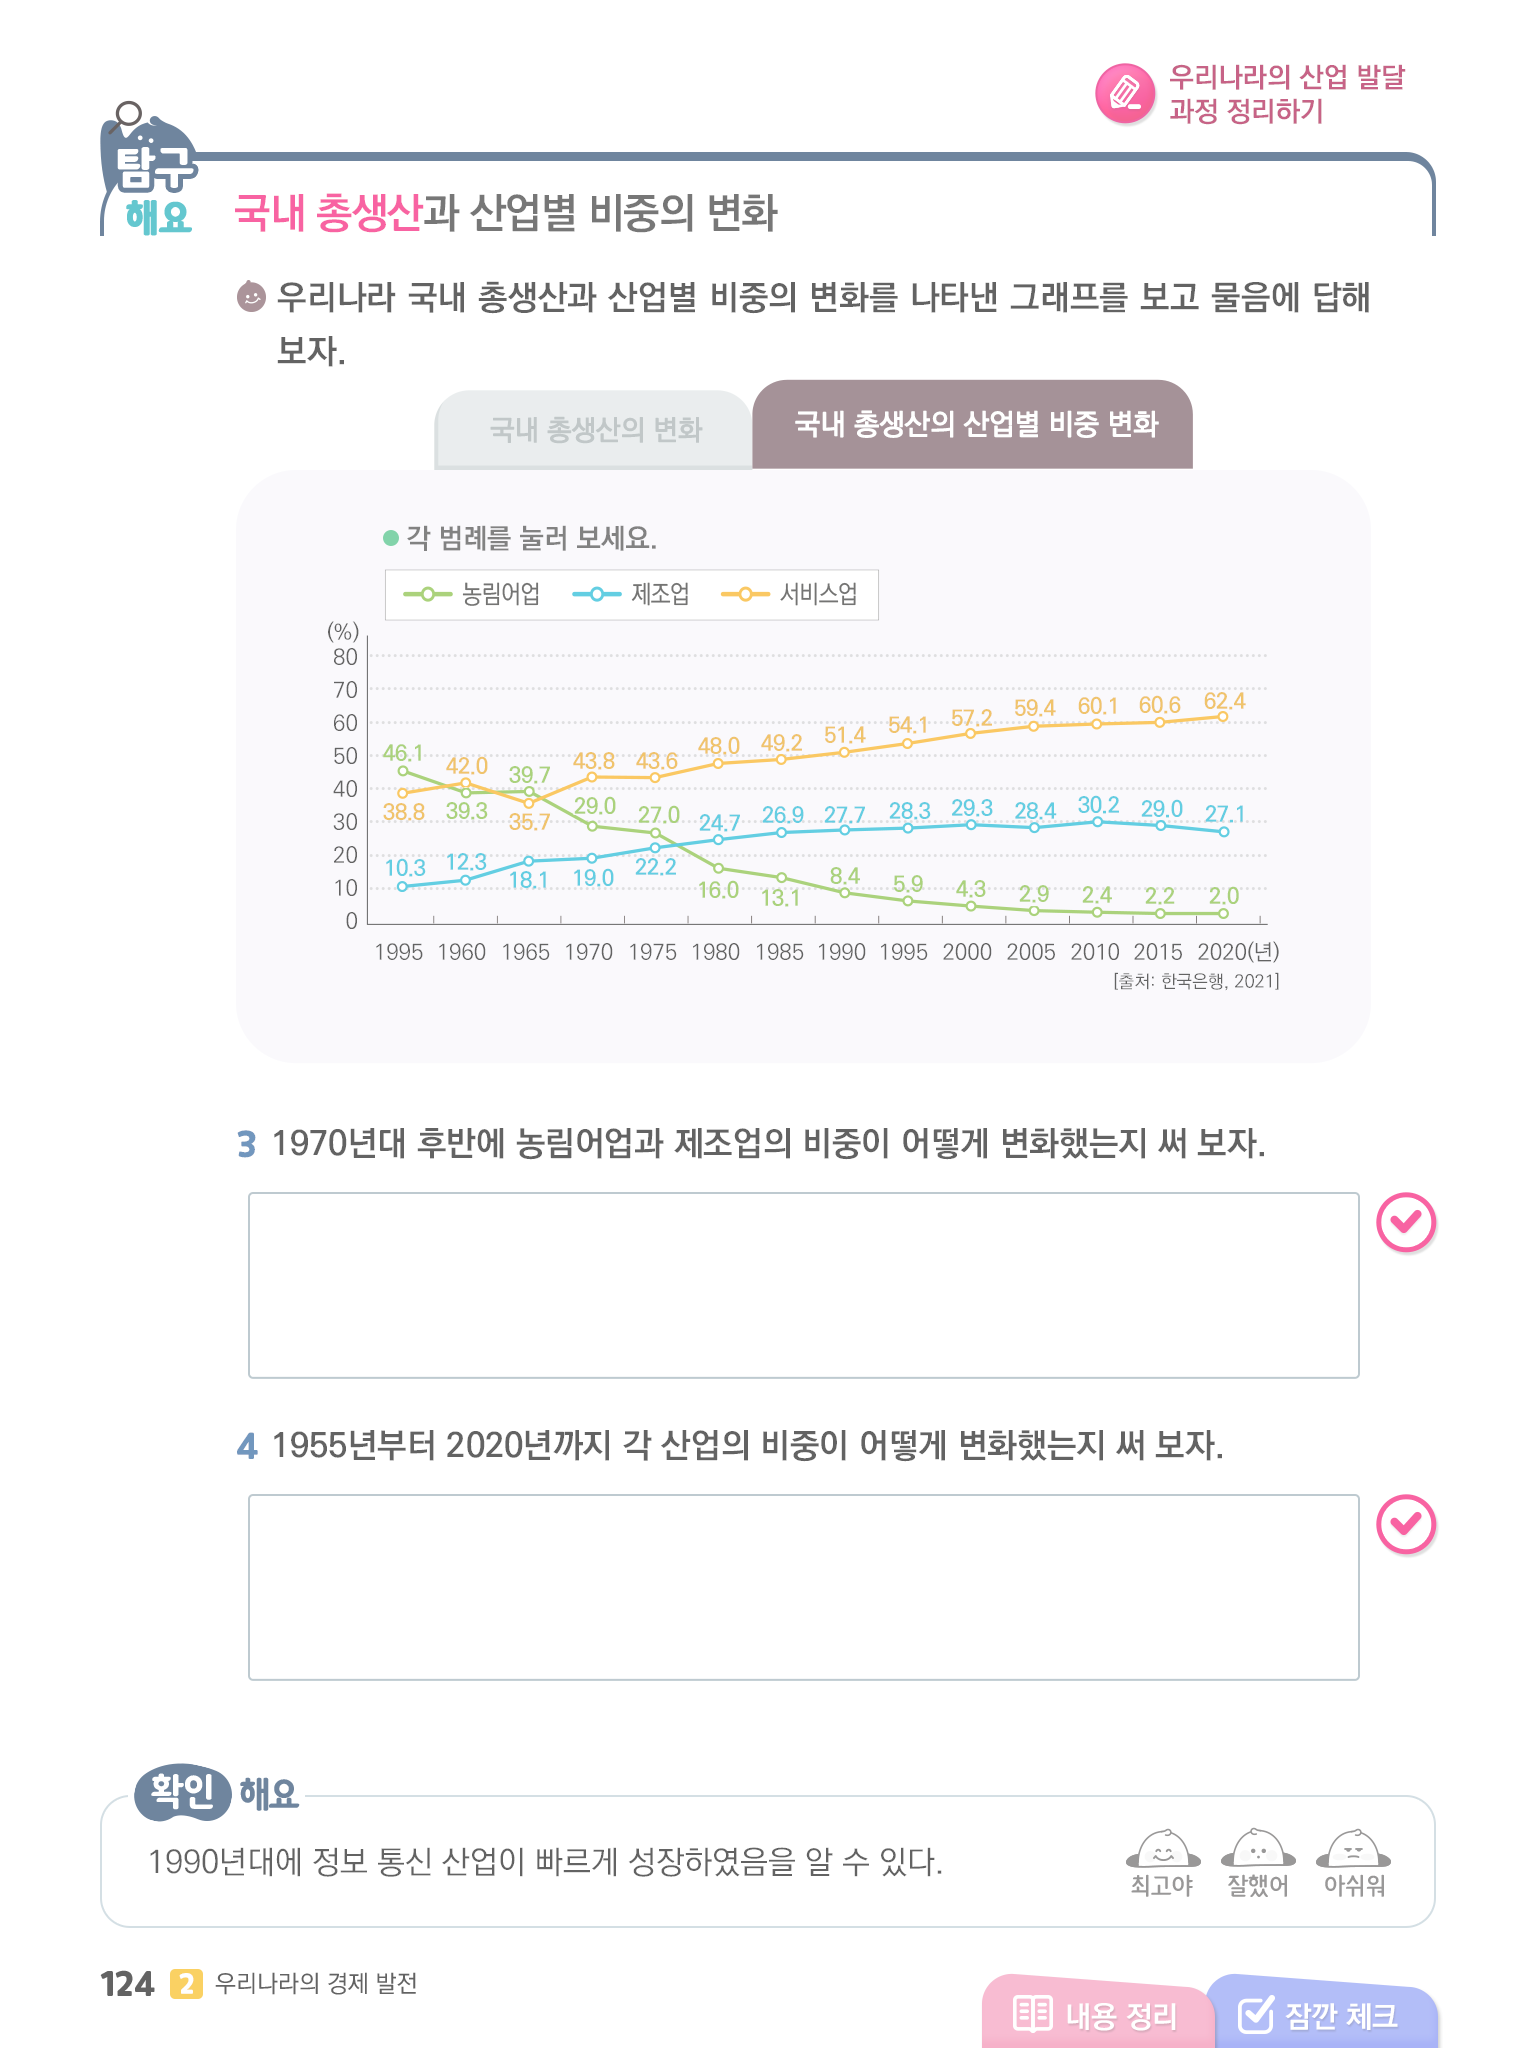 우리나라의 산업 발달
과정 정리하기
탐구
해요
국내 총생산과 산업별 비중의 변화
우리나라 국내 총생산과 산업별 비중의 변화를 나타낸 그래프를 보고 물음에 답해
보자.
국내 총생산의 변화
국내 총생산의 산업별 비중 변화
각 범례를 눌러 보세요.
농림어업 제조업 서비스업
(%)
80
70
60
50
40
30
20
10
0
46.1 39.3 39.7 29.0 27.0 16.0 13.1 8.4 5.9 4.3 2.9 2.4 2.2 2.0
10.3 12.3 18.1 19.0 22.2 24.7 26.9 27.7 28.3 29.3 28.4 30.2 29.0 27.1
38.8 42.0 35.7 43.8 43.6 48.0 49.2 51.4 54.1 57.2 59.4 60.1 60.6 62.4
1995 1960 1965 1970 1975 1980 1985 1990 1995 2000 2005 2010 2015 2020(년)
[출처: 한국은행, 2021]
3 1970년대 후반에 농림어업과 제조업의 비중이 어떻게 변화했는지 써 보자.
4 1955년부터 2020년까지 각 산업의 비중이 어떻게 변화했는지 써 보자.
확인 해요
1990년대에 정보 통신 산업이 빠르게 성장하였음을 알 수 있다.
최고야 잘했어 아쉬워
124 2 우리나라의 경제 발전
내용 정리
잠깐 체크